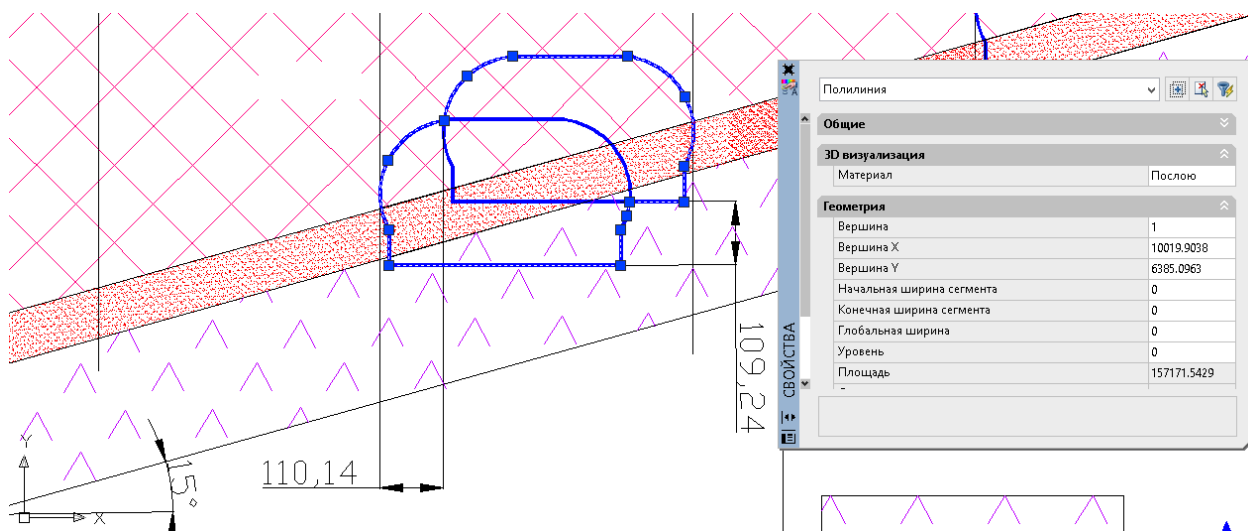 Полилиния
Общие
3D визуализация
Материал Послою
Геометрия
Вершина 1
Вершина X 10019.9038
Вершина Y 6385.0963
Начальная ширина сегмента 0
Конечная ширина сегмента 0
Глобальная ширина 0
Уровень 0
Площадь 157171.5429
СВОЙСТВА
109,24
110,14
15°
Y
X